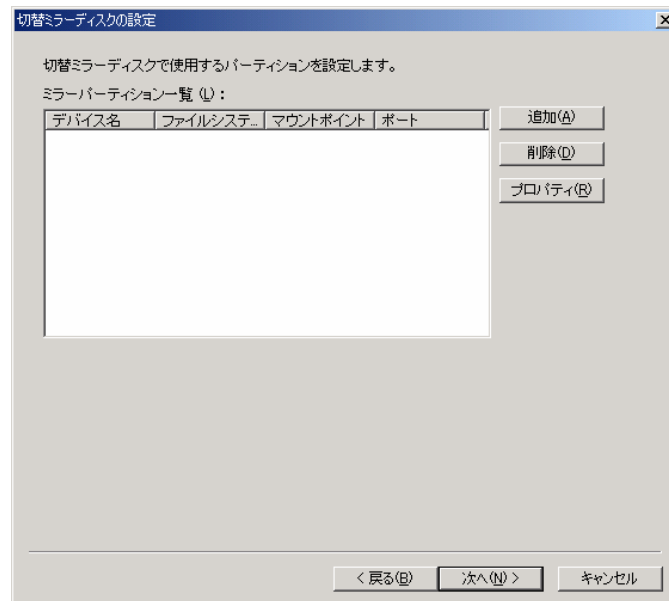 切替ミラーディスクの設定
切替ミラーディスクで使用するパーティションを設定します。
ミラーパーティション一覧(L):
デバイス名 ファイルシステ... マウントポイント ポート
追加(A)
削除(D)
プロパティ(R)
< 戻る(B) 次へ(N) > キャンセル